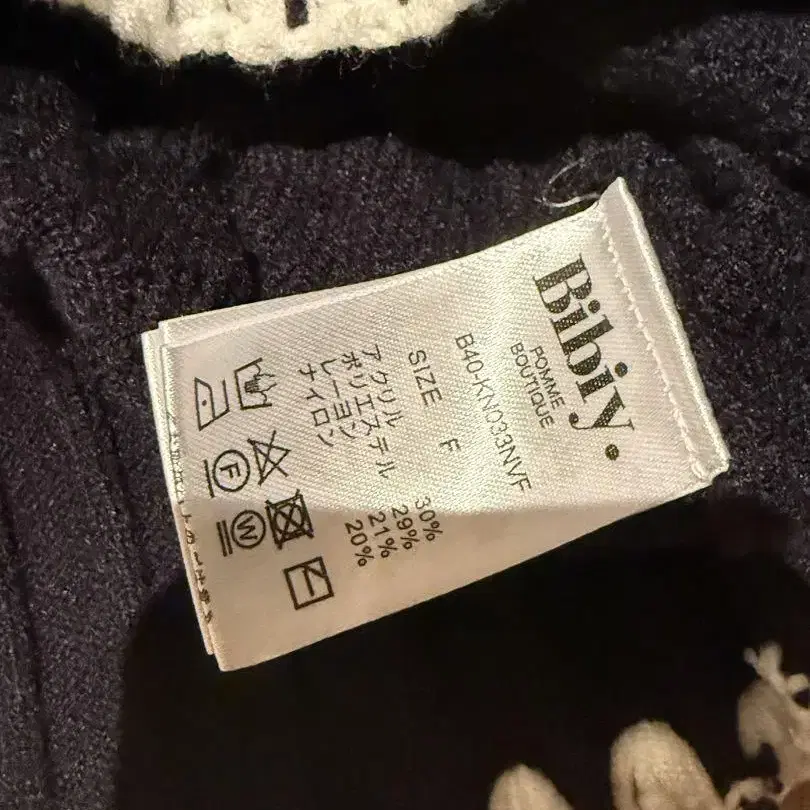 Bibiy.
POMME
BOUTIQUE
B40-KN033NVF
SIZE F
アクリル 30%
ポリエステル 29%
レーヨン 21%
ナイロン 20%
F
W